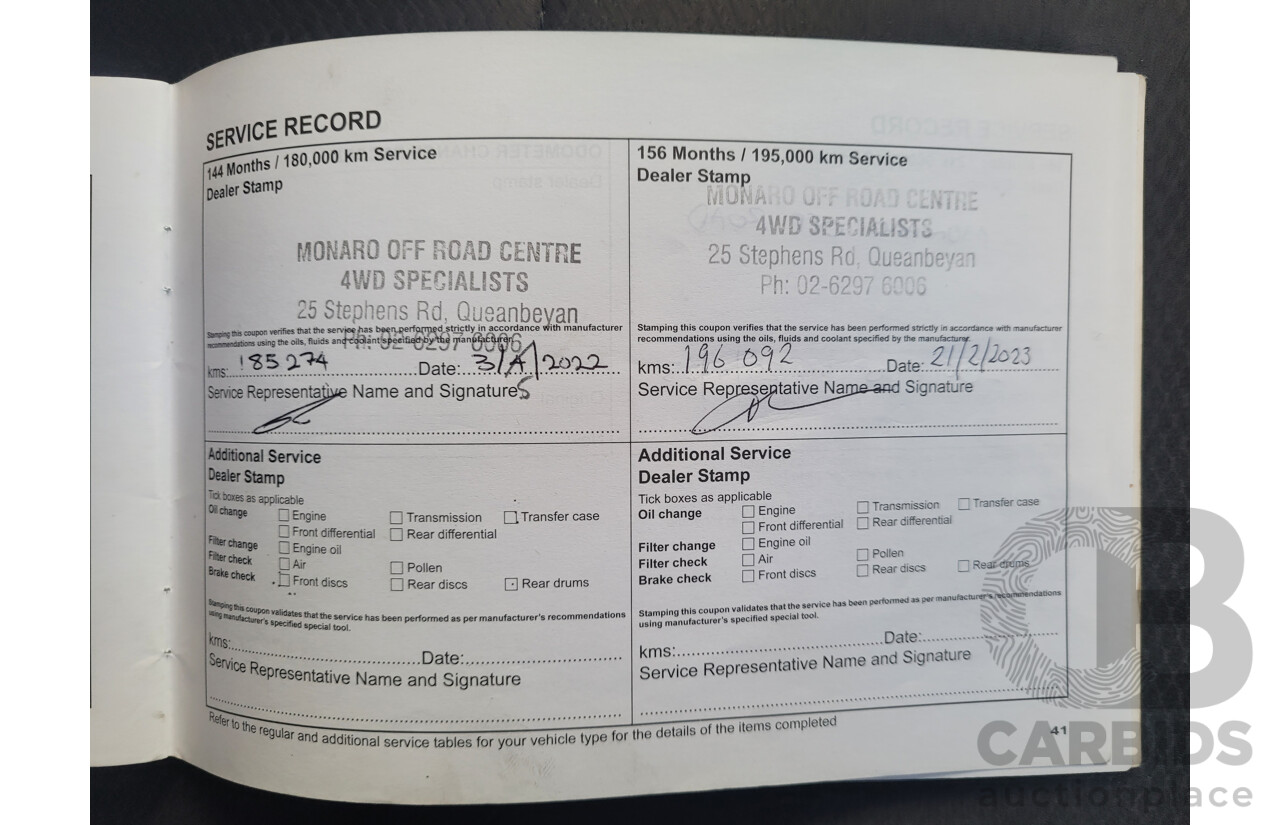 SERVICE RECORD
144 Months / 180,000 km Service
Dealer Stamp
MONARO OFF ROAD CENTRE
4WD SPECIALISTS
25 Stephens Rd, Queanbeyan
Ph: 02-6297 6006
Stamping this coupon verifies that the service has been performed strictly in accordance with manufacturer
recommendations using the oils, fluids and coolant specified by the manufacturer.
kms: 185274 Date: 3/4/2022
5
Service Representative Name and Signature
Additional Service
Dealer Stamp
Tick boxes as applicable
Oil change Engine Transmission Transfer case
Front differential Rear differential
Filter change Engine oil
Filter check Air Pollen
Brake check Front discs Rear discs Rear drums
Stamping this coupon validates that the service has been performed as per manufacturer's recommendations
using manufacturer's specified special tool.
kms: Date:
Service Representative Name and Signature
156 Months / 195,000 km Service
Dealer Stamp
MONARO OFF ROAD CENTRE
4WD SPECIALISTS
25 Stephens Rd, Queanbeyan
Ph: 02-6297 6006
Stamping this coupon verifies that the service has been performed strictly in accordance with manufacturer
recommendations using the oils, fluids and coolant specified by the manufacturer.
kms: 196 092 Date: 21/2/2023
Service Representative Name and Signature
Additional Service
Dealer Stamp
Tick boxes as applicable
Oil change Engine Transmission Transfer case
Front differential Rear differential
Filter change Engine oil
Filter check Air Pollen
Brake check Front discs Rear discs Rear drums
Stamping this coupon validates that the service has been performed as per manufacturer's recommendations
using manufacturer's specified special tool.
kms: Date:
Service Representative Name and Signature
Refer to the regular and additional service tables for your vehicle type for the details of the items completed
41
CARBIDS
auctionplace